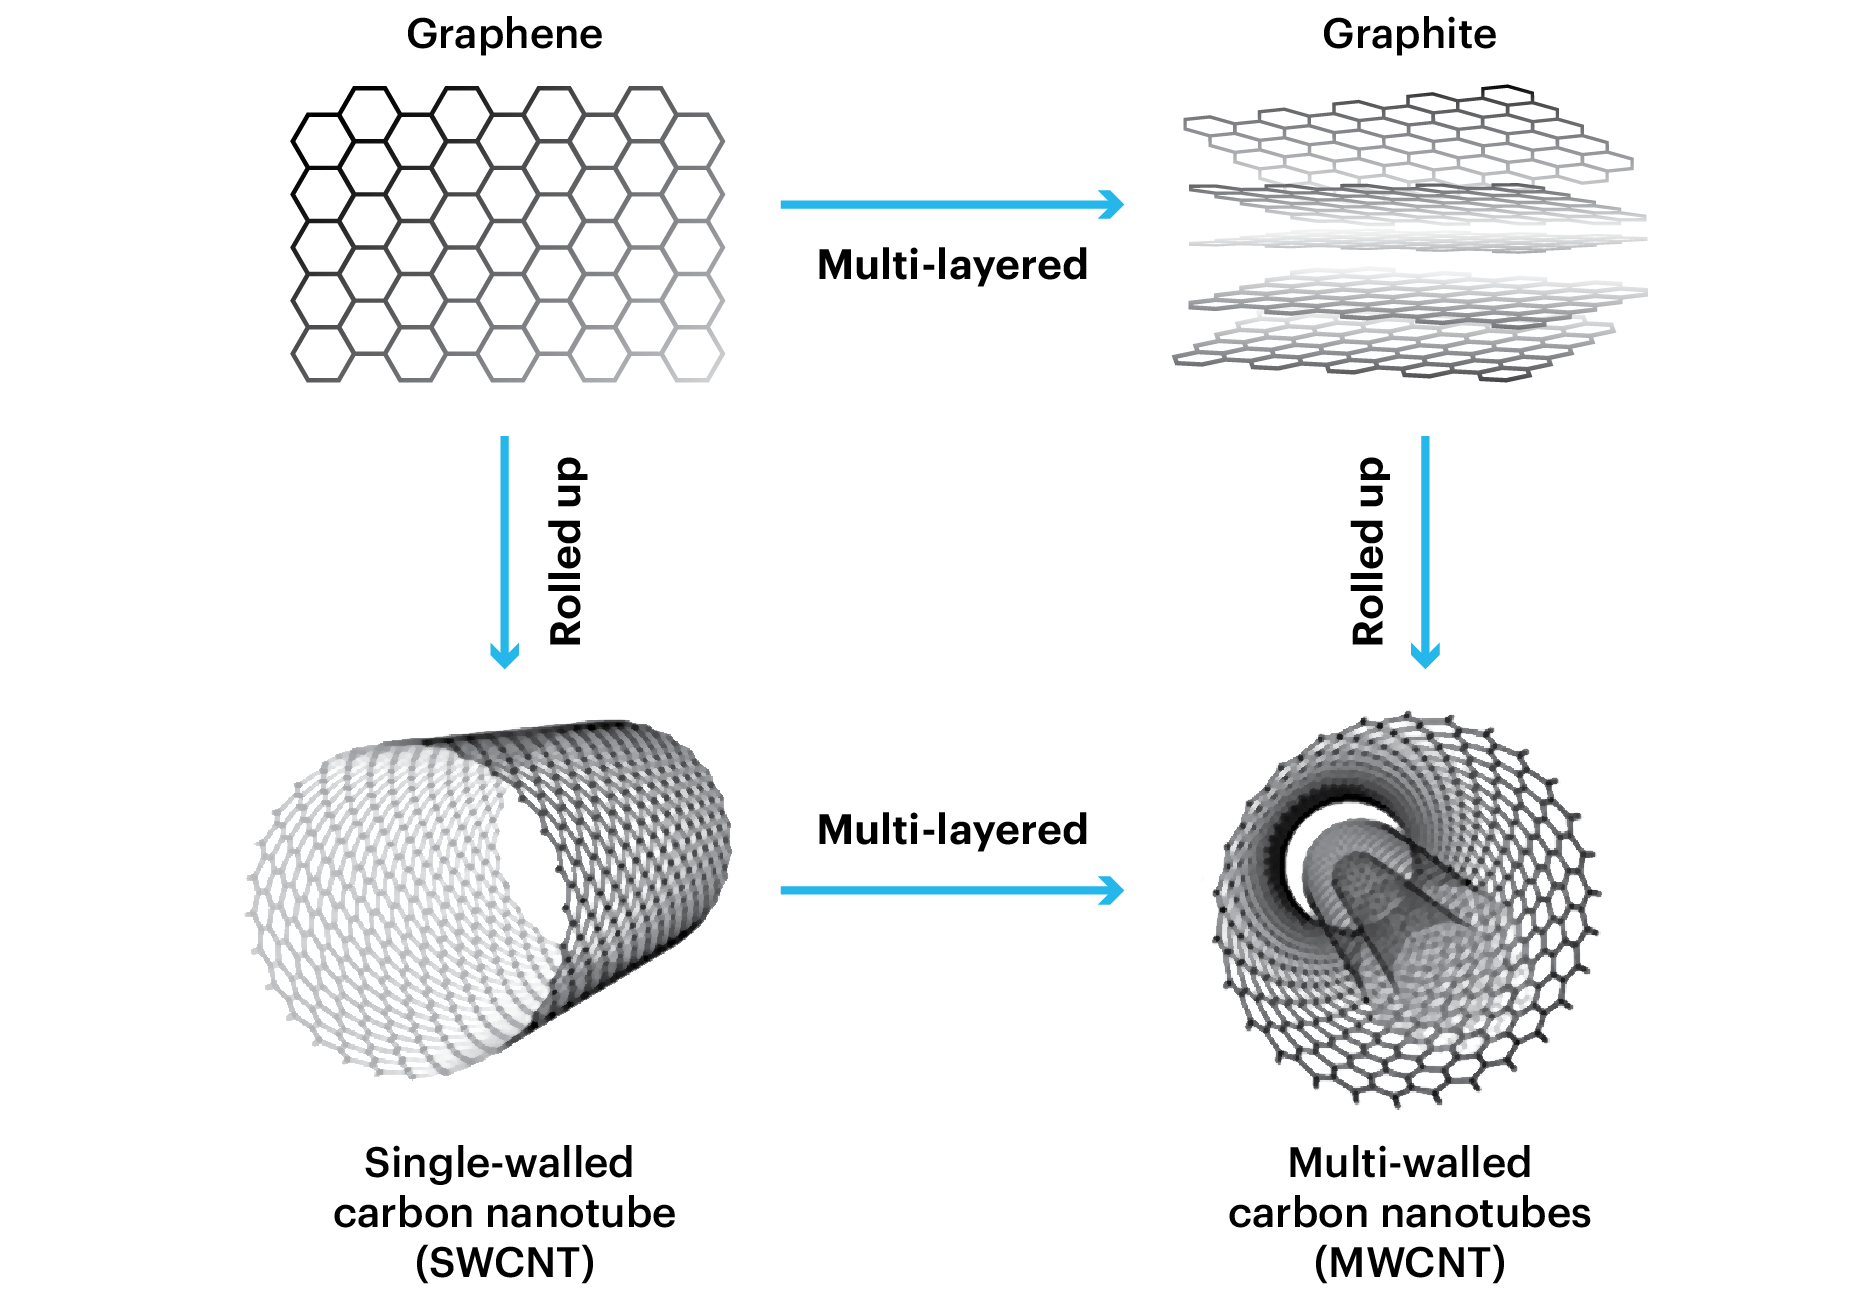 Graphene
Graphite
Multi-layered
Rolled up
Rolled up
Multi-layered
Single-walled
carbon nanotube
(SWCNT)
Multi-walled
carbon nanotubes
(MWCNT)